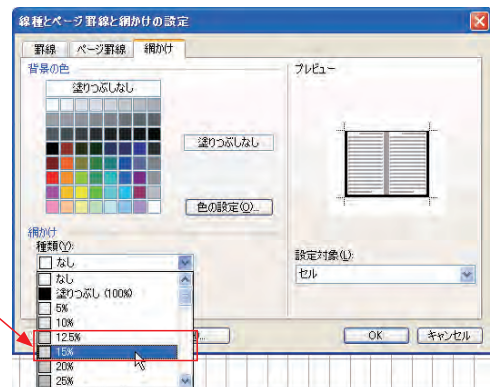 線種とページ罫線と網かけの設定
罫線 ページ罫線 網かけ
背景の色
塗りつぶしなし
塗りつぶしなし
色の設定(O)...
網かけ
種類(Y):
なし
なし
塗りつぶし (100%)
5%
10%
12.5%
15%
20%
25%
プレビュー
設定対象(L):
セル
OK キャンセル